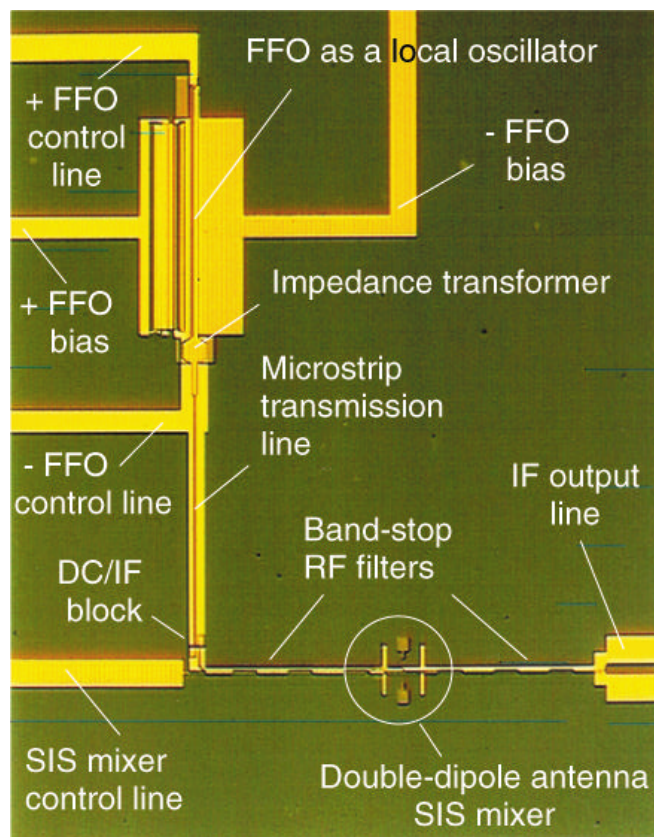 FFO as a local oscillator
+ FFO
control
line
- FFO
bias
Impedance transformer
+ FFO
bias
Microstrip
transmission
line
- FFO
control line
IF output
line
Band-stop
RF filters
DC/IF
block
SIS mixer
control line
Double-dipole antenna
SIS mixer